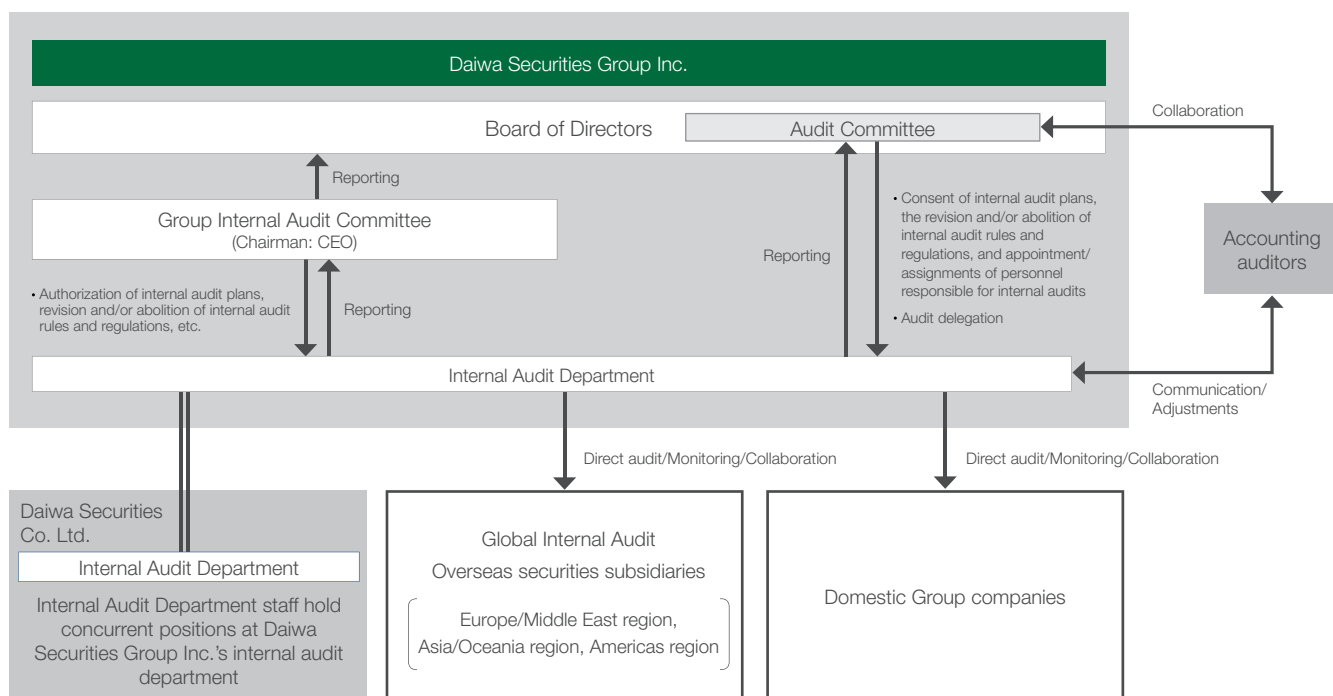 Daiwa Securities Group Inc.
Board of Directors
Audit Committee
Collaboration
Reporting
Group Internal Audit Committee
(Chairman: CEO)
• Authorization of internal audit plans,
revision and/or abolition of internal audit
rules and regulations, etc.
Reporting
Reporting
• Consent of internal audit plans,
the revision and/or abolition of
internal audit rules and
regulations, and appointment/
assignments of personnel
responsible for internal audits
• Audit delegation
Accounting
auditors
Internal Audit Department
Communication/
Adjustments
Direct audit/Monitoring/Collaboration
Direct audit/Monitoring/Collaboration
Daiwa Securities
Co. Ltd.
Internal Audit Department
Internal Audit Department staff hold
concurrent positions at Daiwa
Securities Group Inc.'s internal audit
department
Global Internal Audit
Overseas securities subsidiaries
Europe/Middle East region,
Asia/Oceania region, Americas region
Domestic Group companies